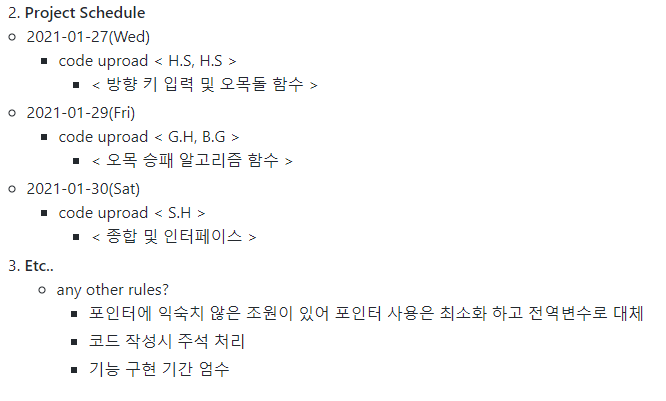 2. Project Schedule
2021-01-27(Wed)
code uproad < H.S, H.S >
< 방향 키 입력 및 오목돌 함수 >
2021-01-29(Fri)
code uproad < G.H, B.G >
< 오목 승패 알고리즘 함수 >
2021-01-30(Sat)
code uproad < S.H >
< 종합 및 인터페이스 >
3. Etc..
any other rules?
포인터에 익숙치 않은 조원이 있어 포인터 사용은 최소화 하고 전역변수로 대체
코드 작성시 주석 처리
기능 구현 기간 엄수